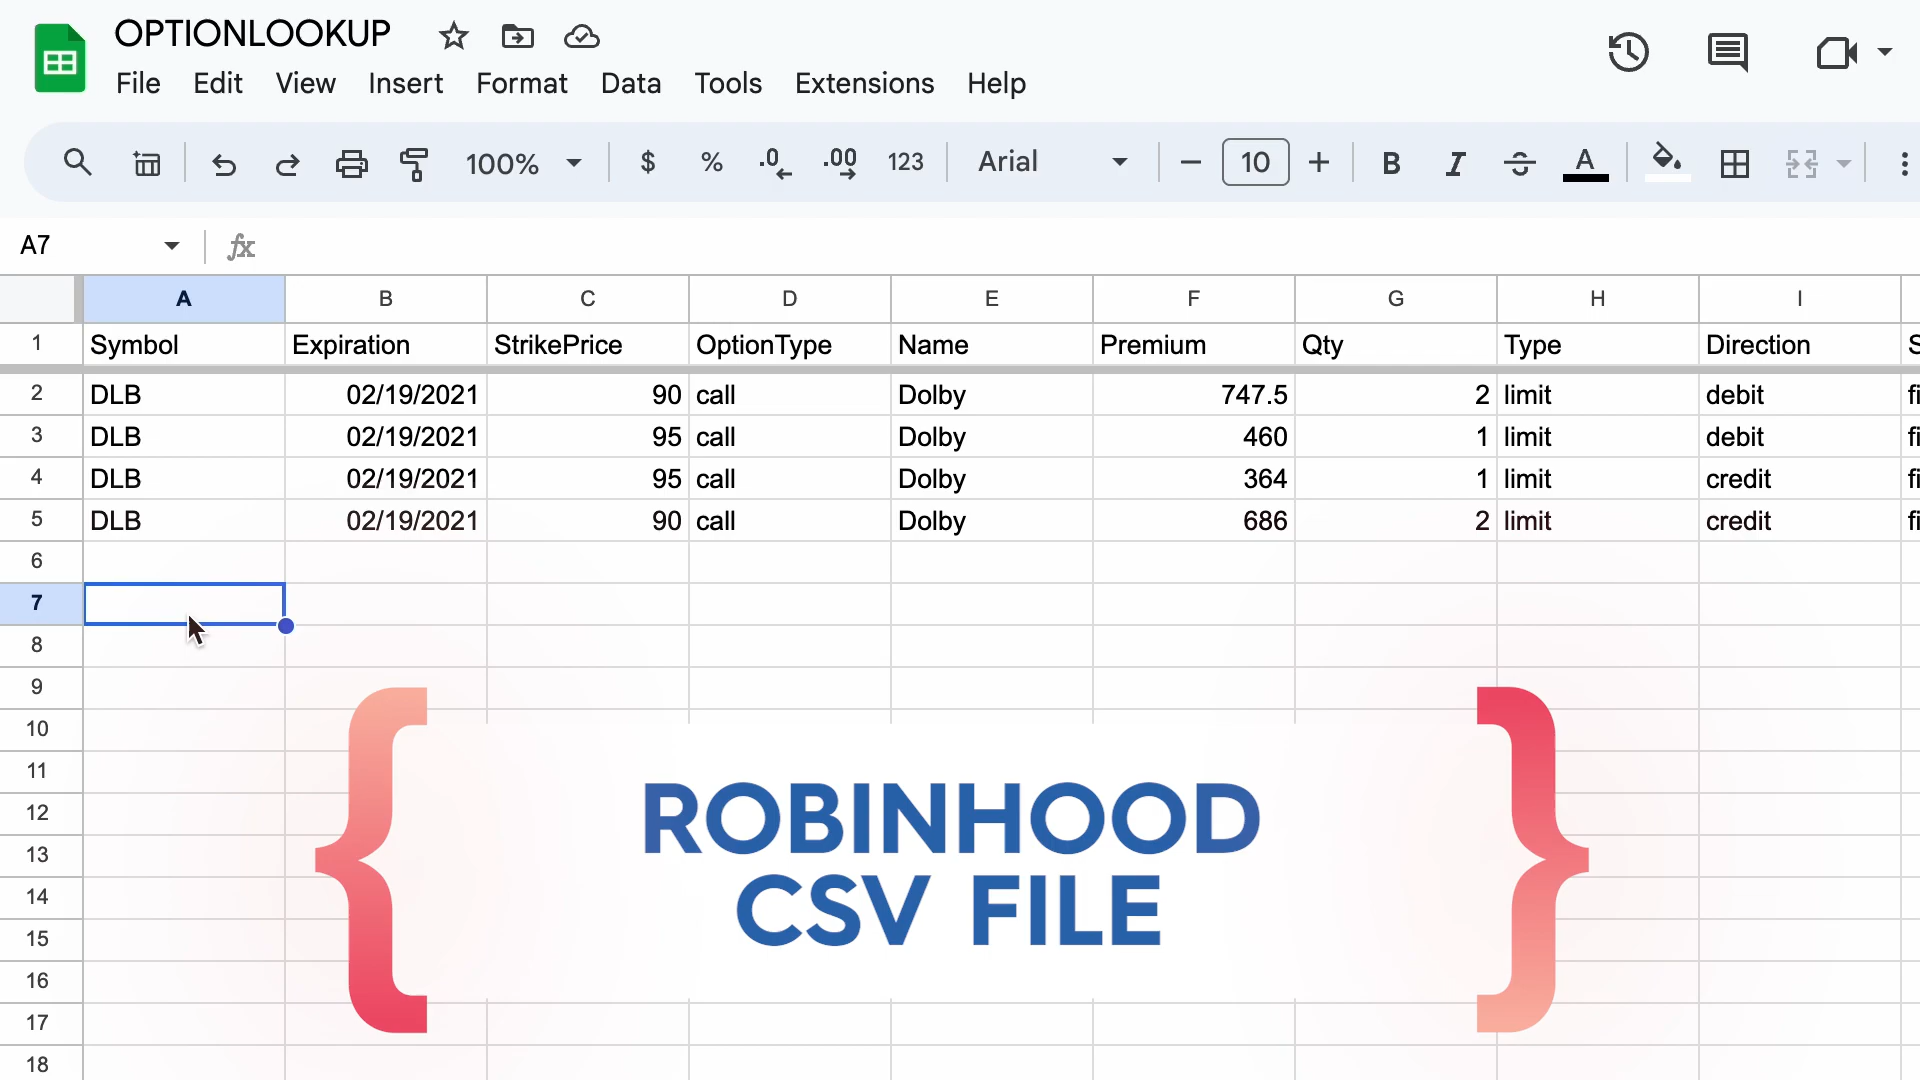 OPTIONLOOKUP
File Edit View Insert Format Data Tools Extensions Help
100% $ % .0 .00 123 Arial 10 B I S A
A7 fx
A B C D E F G H I
1 Symbol Expiration StrikePrice OptionType Name Premium Qty Type Direction
2 DLB 02/19/2021 90 call Dolby 747.5 2 limit debit
3 DLB 02/19/2021 95 call Dolby 460 1 limit debit
4 DLB 02/19/2021 95 call Dolby 364 1 limit credit
5 DLB 02/19/2021 90 call Dolby 686 2 limit credit
6
7
8
9
10
11
12
13
14
15
16
17
18
ROBINHOOD
CSV FILE